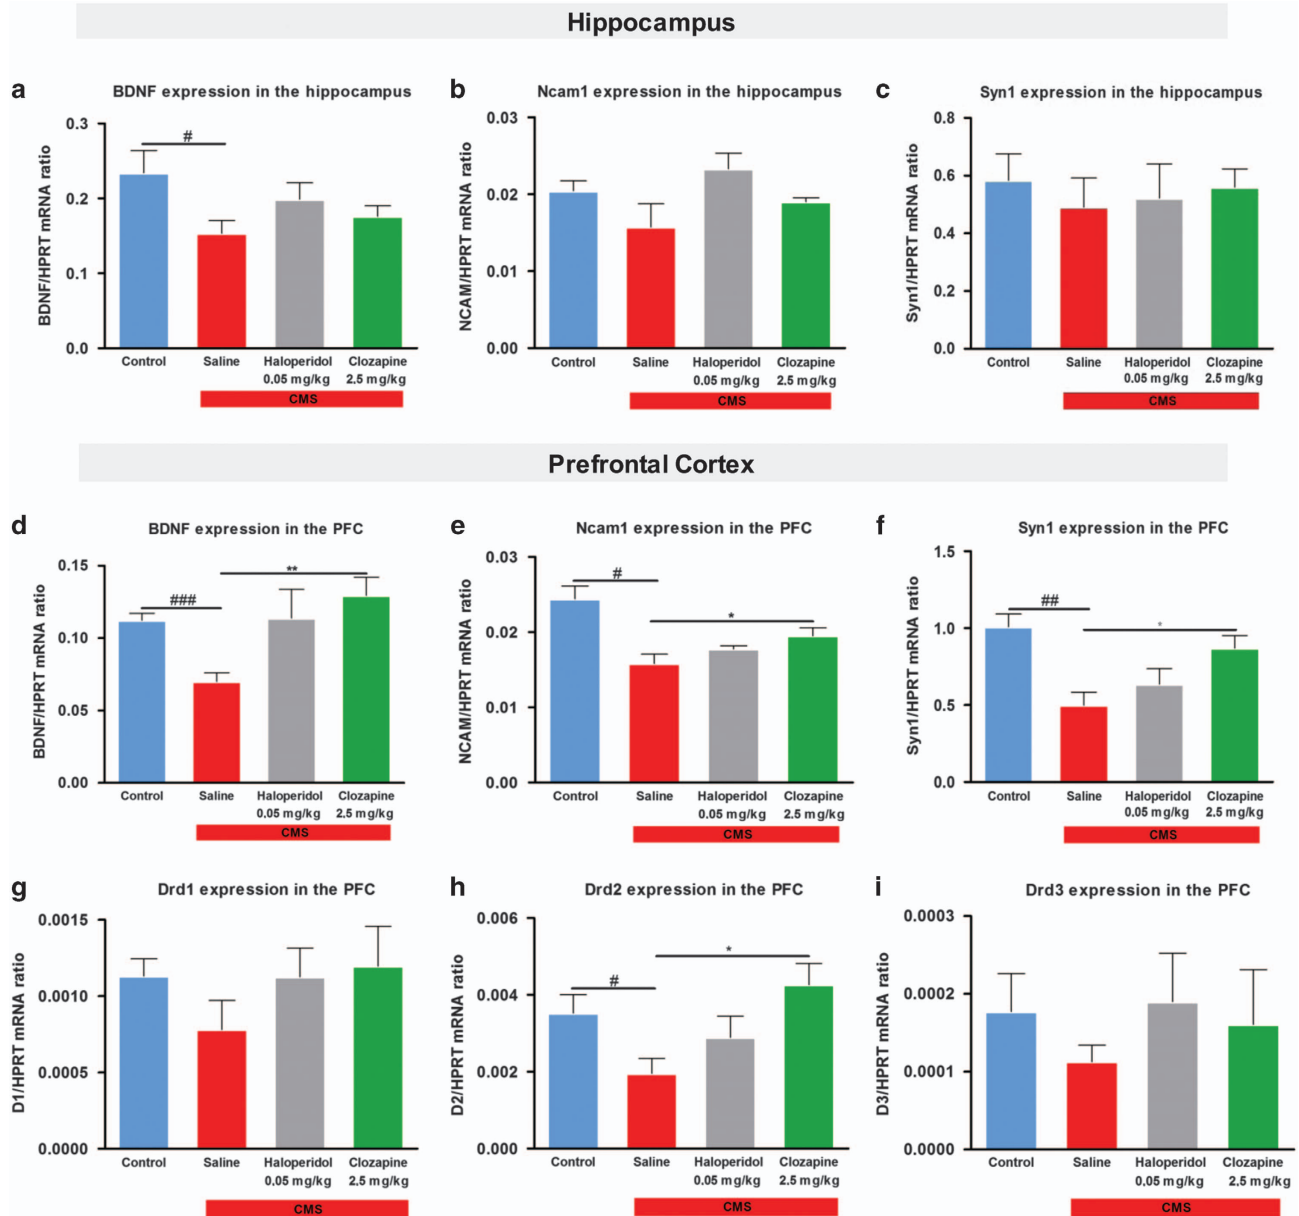 Hippocampus
a
BDNF expression in the hippocampus
BDNF/HPRT mRNA ratio
0.3
0.2
0.1
0.0
#
Control
Saline
Haloperidol
0.05 mg/kg
Clozapine
2.5 mg/kg
CMS
b
Ncam1 expression in the hippocampus
NCAM/HPRT mRNA ratio
0.03
0.02
0.01
0.00
Control
Saline
Haloperidol
0.05 mg/kg
Clozapine
2.5 mg/kg
CMS
c
Syn1 expression in the hippocampus
Syn1/HPRT mRNA ratio
0.8
0.6
0.4
0.2
0.0
Control
Saline
Haloperidol
0.05 mg/kg
Clozapine
2.5 mg/kg
CMS
Prefrontal Cortex
d
BDNF expression in the PFC
BDNF/HPRT mRNA ratio
0.15
0.10
0.05
0.00
###
**
Control
Saline
Haloperidol
0.05 mg/kg
Clozapine
2.5 mg/kg
CMS
e
Ncam1 expression in the PFC
NCAM/HPRT mRNA ratio
0.03
0.02
0.01
0.00
#
*
Control
Saline
Haloperidol
0.05 mg/kg
Clozapine
2.5 mg/kg
CMS
f
Syn1 expression in the PFC
Syn1/HPRT mRNA ratio
1.5
1.0
0.5
0.0
##
*
Control
Saline
Haloperidol
0.05 mg/kg
Clozapine
2.5 mg/kg
CMS
g
Drd1 expression in the PFC
D1/HPRT mRNA ratio
0.0015
0.0010
0.0005
0.0000
Control
Saline
Haloperidol
0.05 mg/kg
Clozapine
2.5 mg/kg
CMS
h
Drd2 expression in the PFC
D2/HPRT mRNA ratio
0.006
0.004
0.002
0.000
#
*
Control
Saline
Haloperidol
0.05 mg/kg
Clozapine
2.5 mg/kg
CMS
i
Drd3 expression in the PFC
D3/HPRT mRNA ratio
0.0003
0.0002
0.0001
0.0000
Control
Saline
Haloperidol
0.05 mg/kg
Clozapine
2.5 mg/kg
CMS